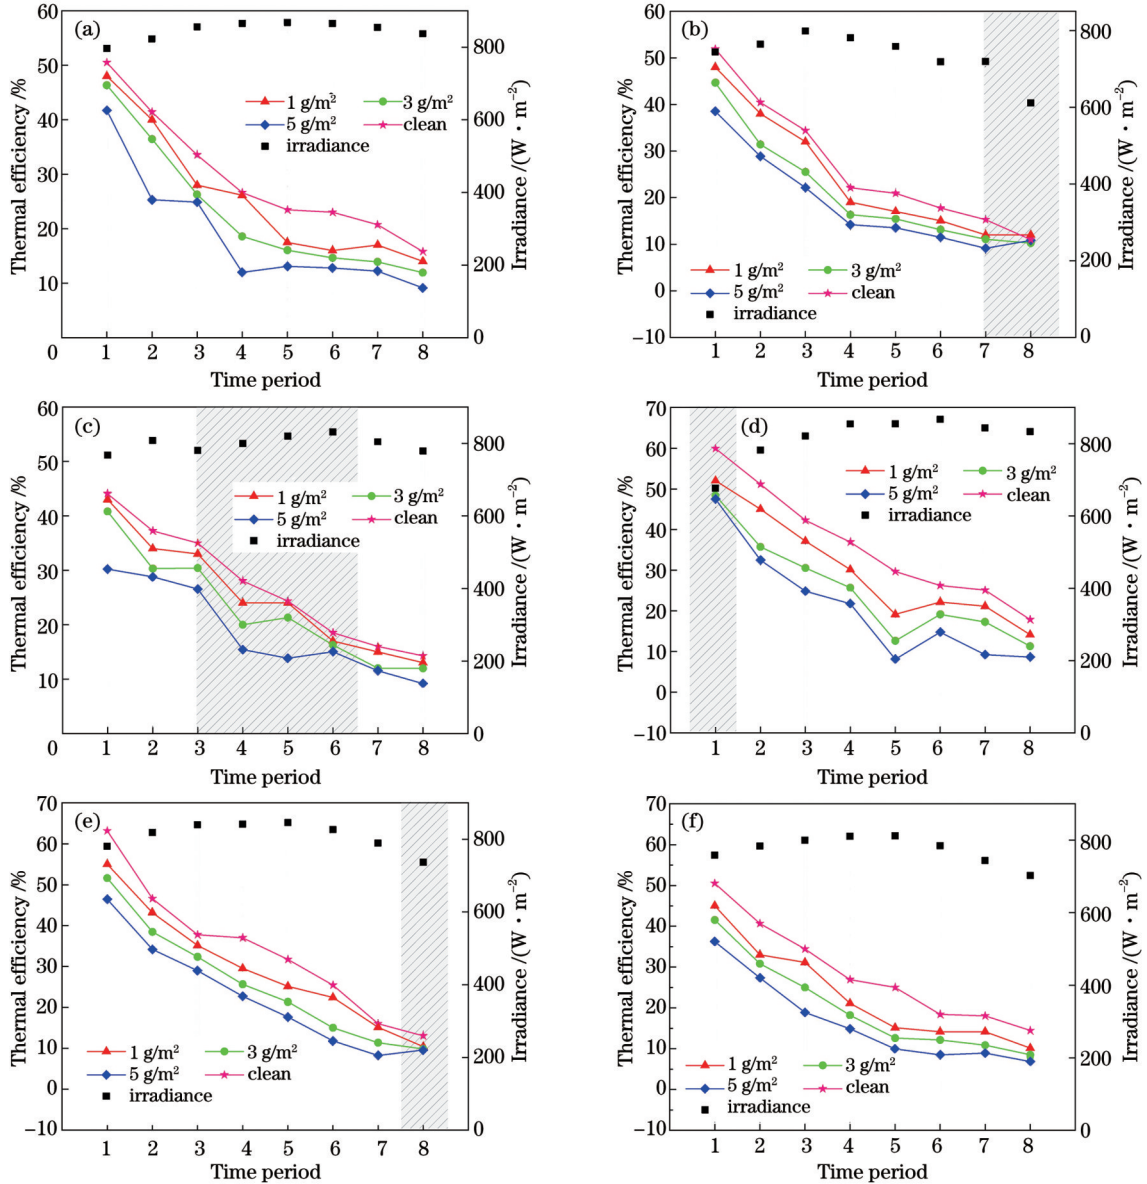 (a)
60
50
40
30
20
10
0
Thermal efficiency /%
1 g/m²
3 g/m²
5 g/m²
clean
irradiance
800
600
400
200
0
Irradiance /(W · m⁻²)
1 2 3 4 5 6 7 8
Time period
(b)
60
50
40
30
20
10
0
−10
Thermal efficiency /%
1 g/m²
3 g/m²
5 g/m²
clean
irradiance
800
600
400
200
0
Irradiance /(W · m⁻²)
1 2 3 4 5 6 7 8
Time period
(c)
60
50
40
30
20
10
0
Thermal efficiency /%
1 g/m²
3 g/m²
5 g/m²
clean
irradiance
800
600
400
200
0
Irradiance /(W · m⁻²)
1 2 3 4 5 6 7 8
Time period
(d)
70
60
50
40
30
20
10
0
−10
Thermal efficiency /%
1 g/m²
3 g/m²
5 g/m²
clean
irradiance
800
600
400
200
0
Irradiance /(W · m⁻²)
1 2 3 4 5 6 7 8
Time period
(e)
70
60
50
40
30
20
10
0
−10
Thermal efficiency /%
1 g/m²
3 g/m²
5 g/m²
clean
irradiance
800
600
400
200
0
Irradiance /(W · m⁻²)
1 2 3 4 5 6 7 8
Time period
(f)
70
60
50
40
30
20
10
0
−10
Thermal efficiency /%
1 g/m²
3 g/m²
5 g/m²
clean
irradiance
800
600
400
200
0
Irradiance /(W · m⁻²)
1 2 3 4 5 6 7 8
Time period